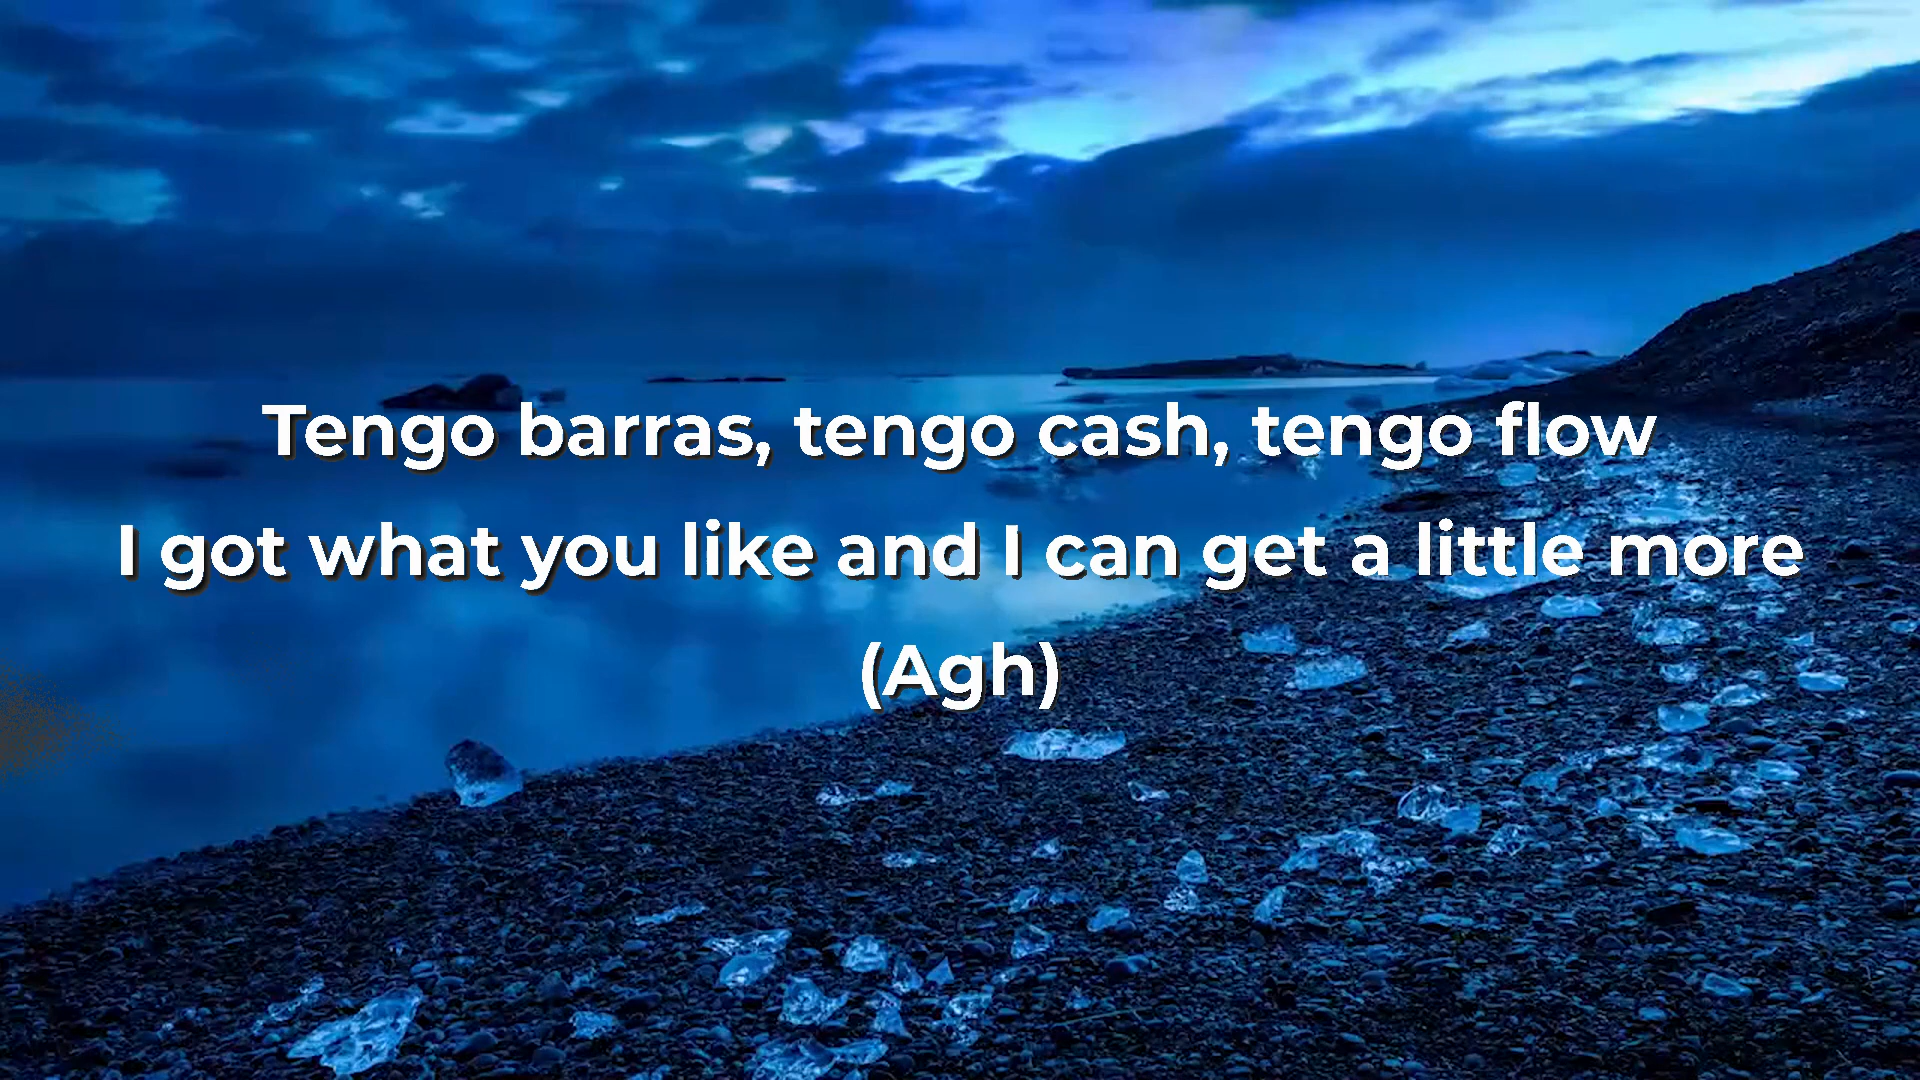 Tengo barras, tengo cash, tengo flow
I got what you like and I can get a little more
(Agh)